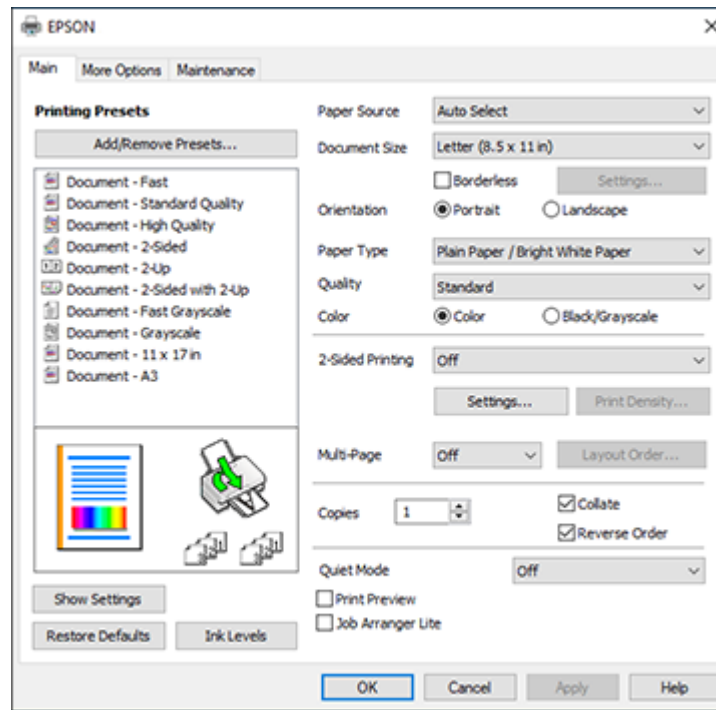 EPSON
Main More Options Maintenance
Printing Presets
Add/Remove Presets...
Document - Fast
Document - Standard Quality
Document - High Quality
Document - 2-Sided
Document - 2-Up
Document - 2-Sided with 2-Up
Document - Fast Grayscale
Document - Grayscale
Document - 11 x 17 in
Document - A3
Show Settings
Restore Defaults Ink Levels
Paper Source Auto Select
Document Size Letter (8.5 x 11 in)
Borderless Settings...
Orientation Portrait Landscape
Paper Type Plain Paper / Bright White Paper
Quality Standard
Color Color Black/Grayscale
2-Sided Printing Off
Settings... Print Density...
Multi-Page Off Layout Order...
Copies 1 Collate
Reverse Order
Quiet Mode Off
Print Preview
Job Arranger Lite
OK Cancel Apply Help